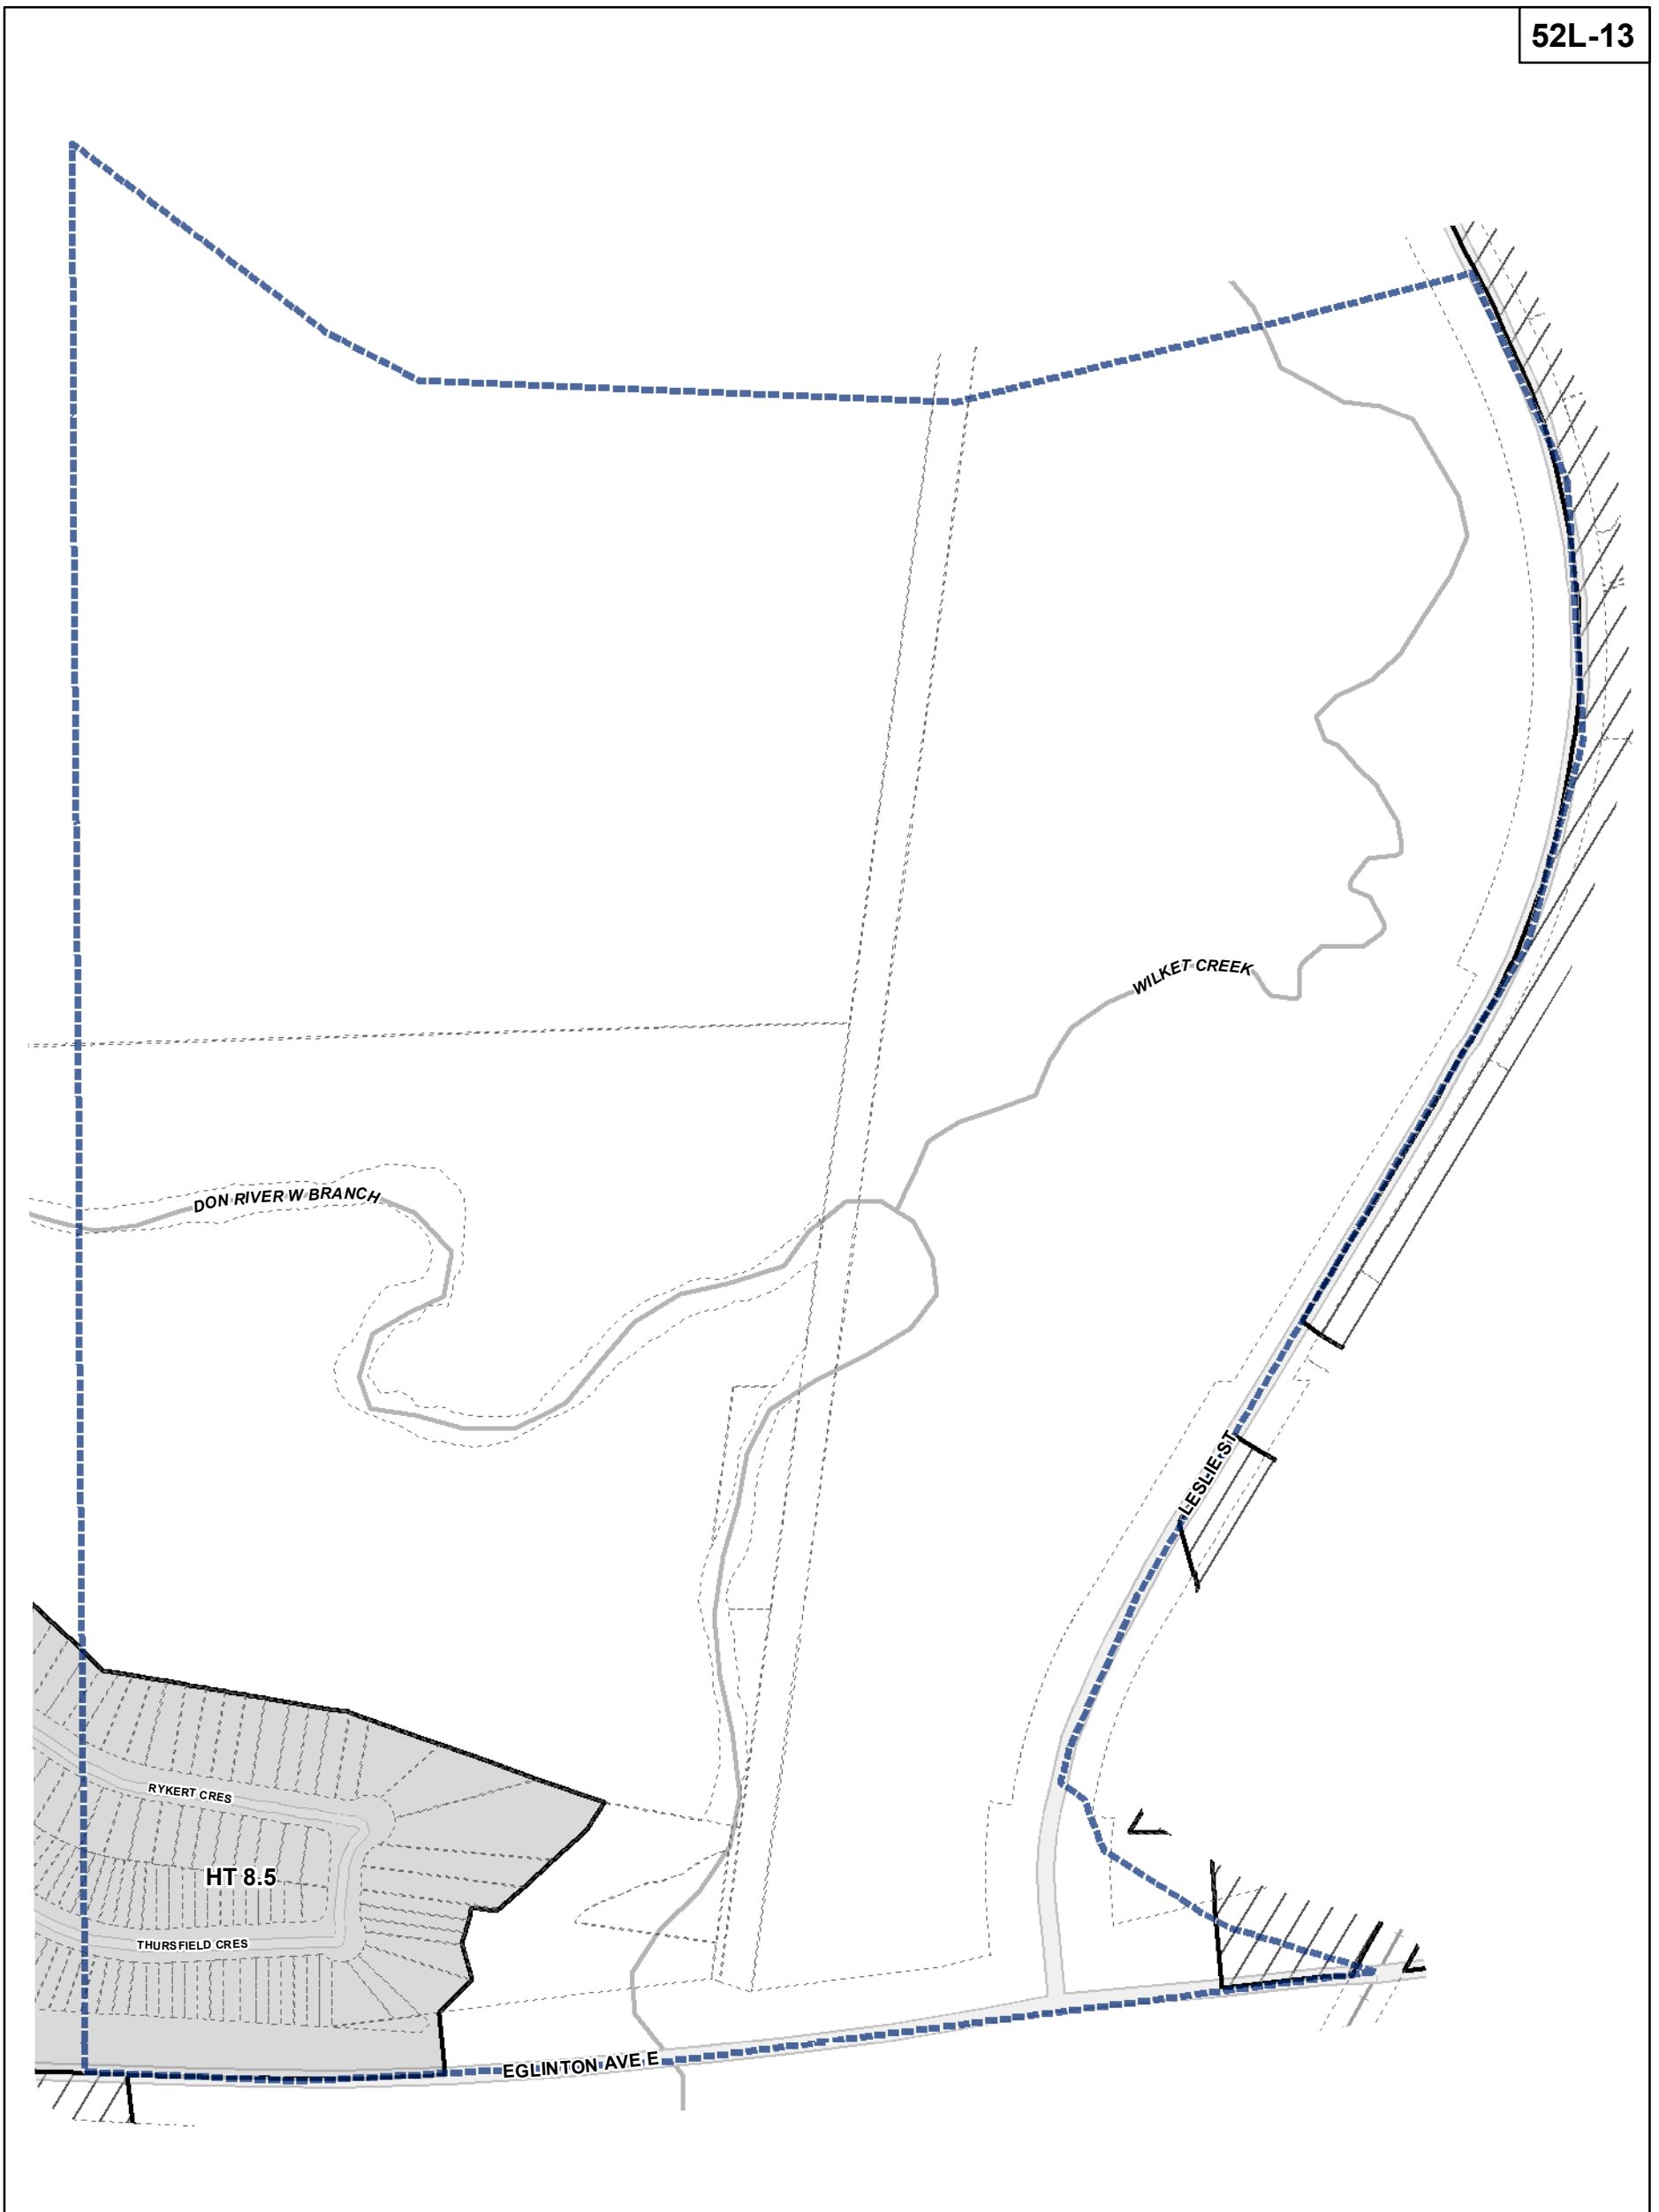 52L-13
WILKET CREEK
DON RIVER W BRANCH
LESLIE ST
RYKERT CRES
HT 8.5
THURSFIELD CRES
EGLINTON AVE E